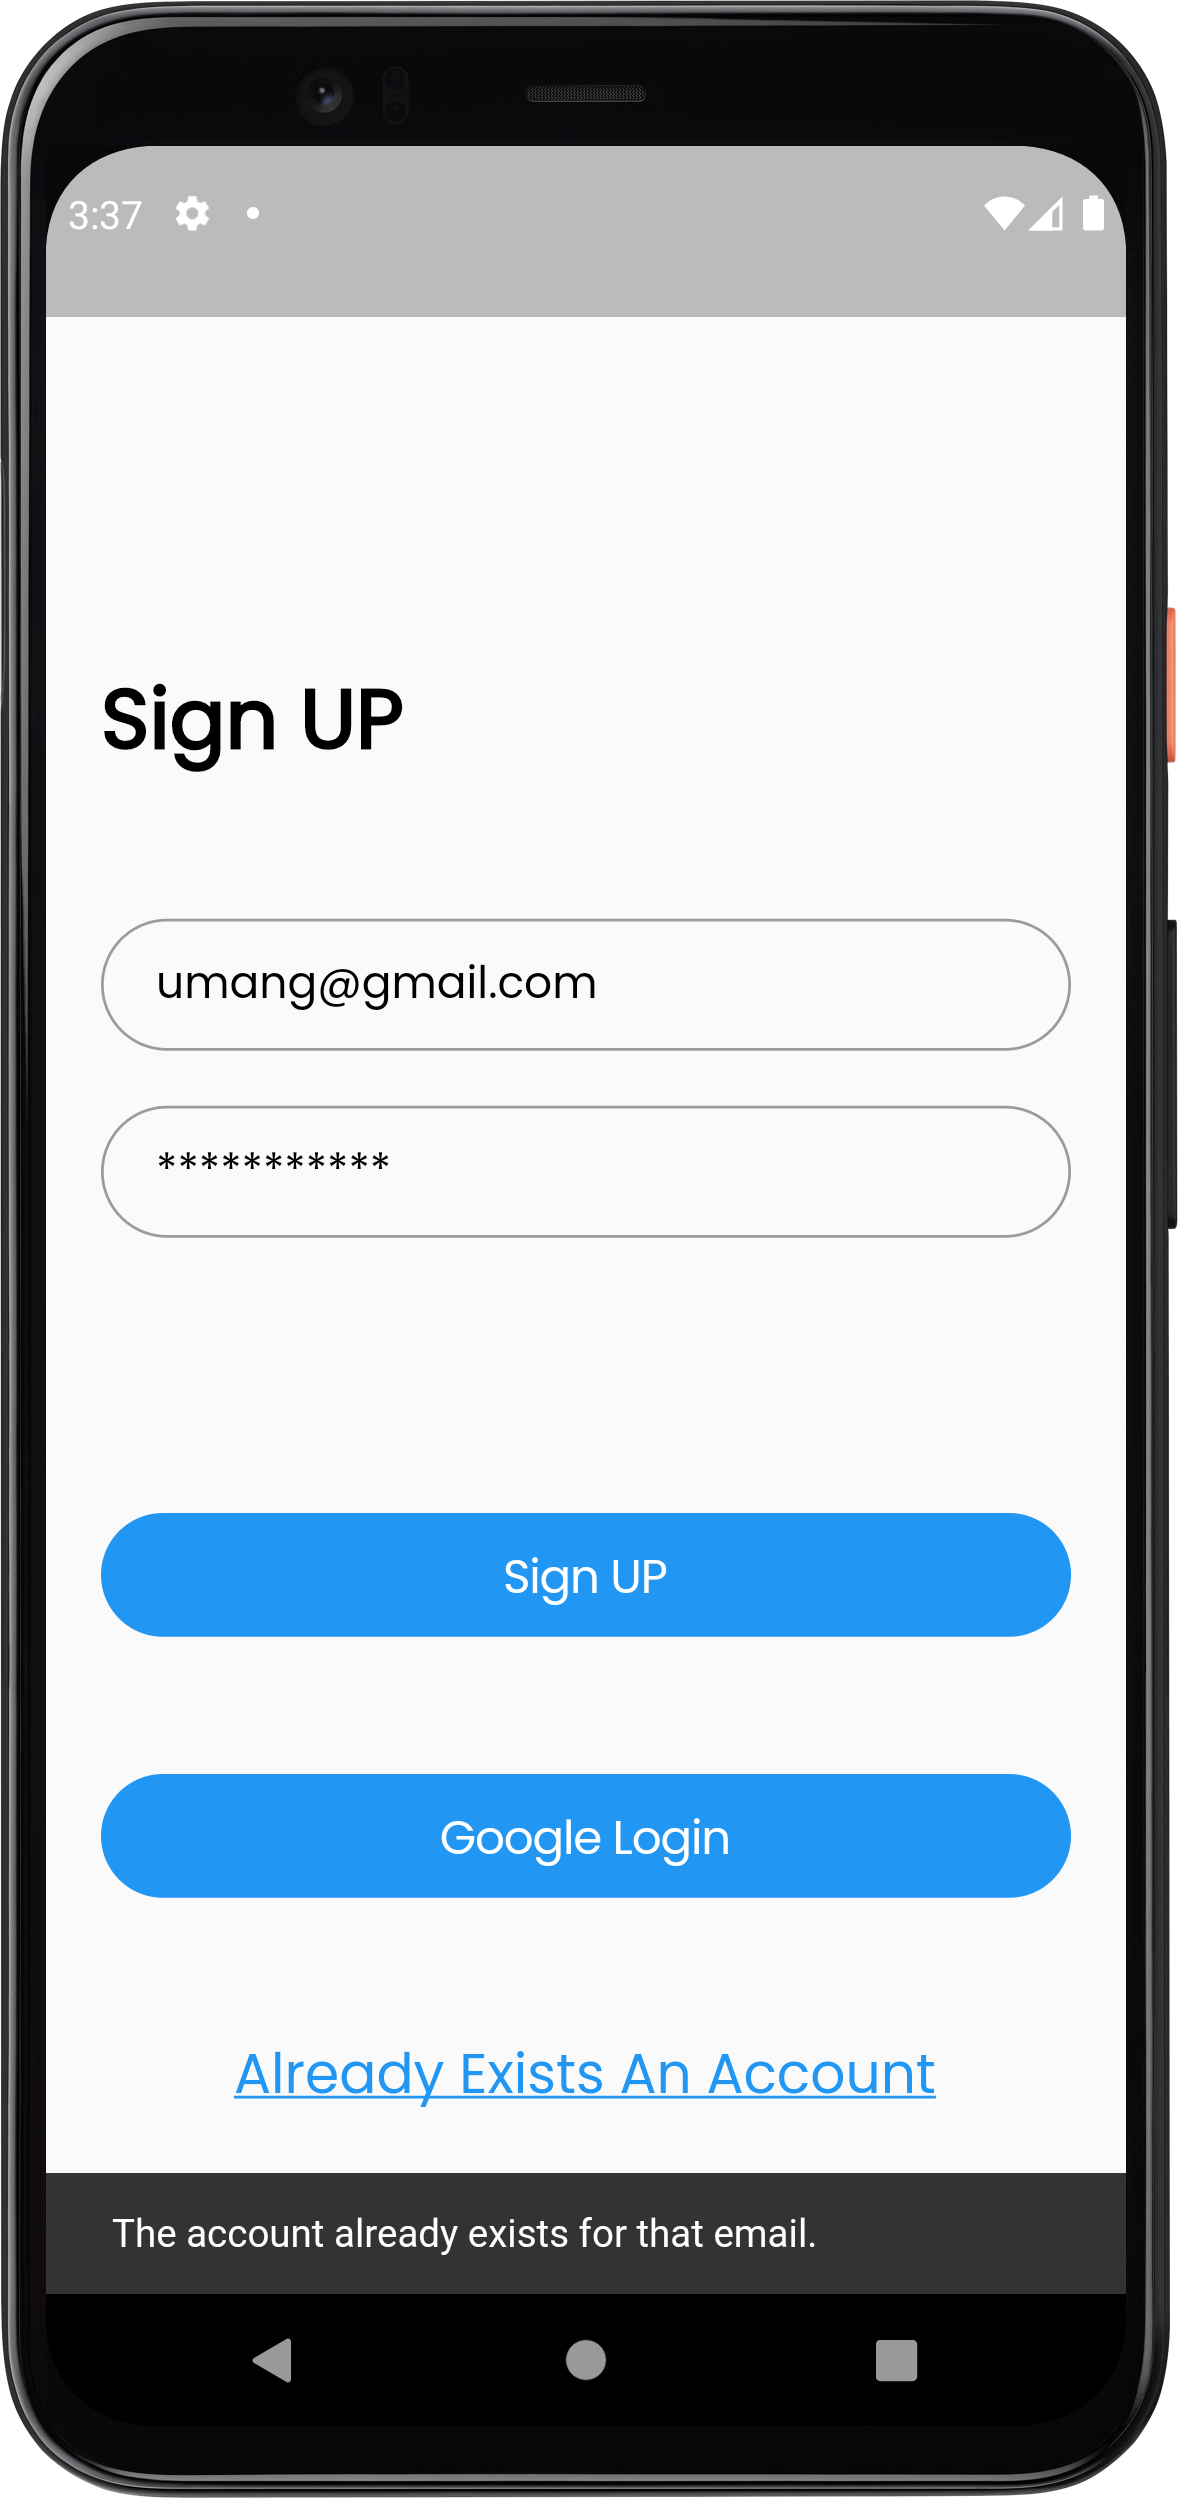 3:37
Sign UP
umang@gmail.com
***********
Sign UP
Google Login
Already Exists An Account
The account already exists for that email.